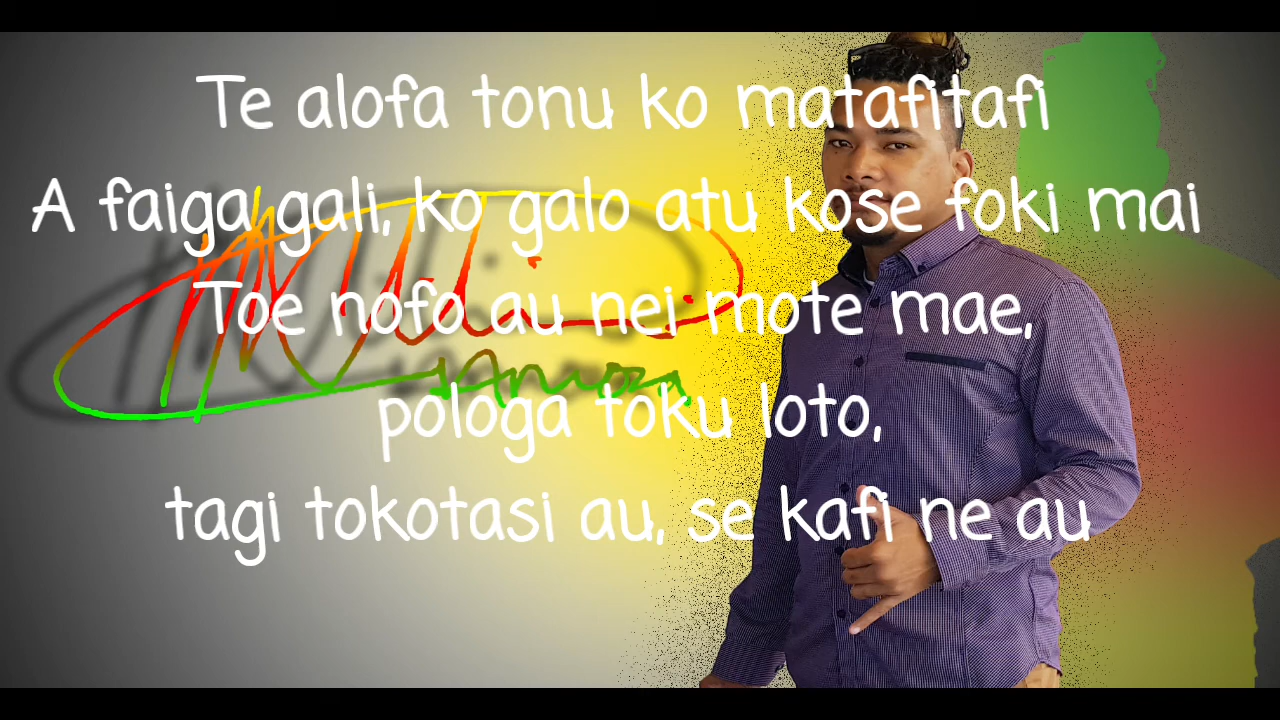 Te alofa tonu ko matafitafi
A faiga gali, ko galo atu kose foki mai
Toe nofo au nei mote mae,
pologa toku loto,
tagi tokotasi au, se kafi ne au